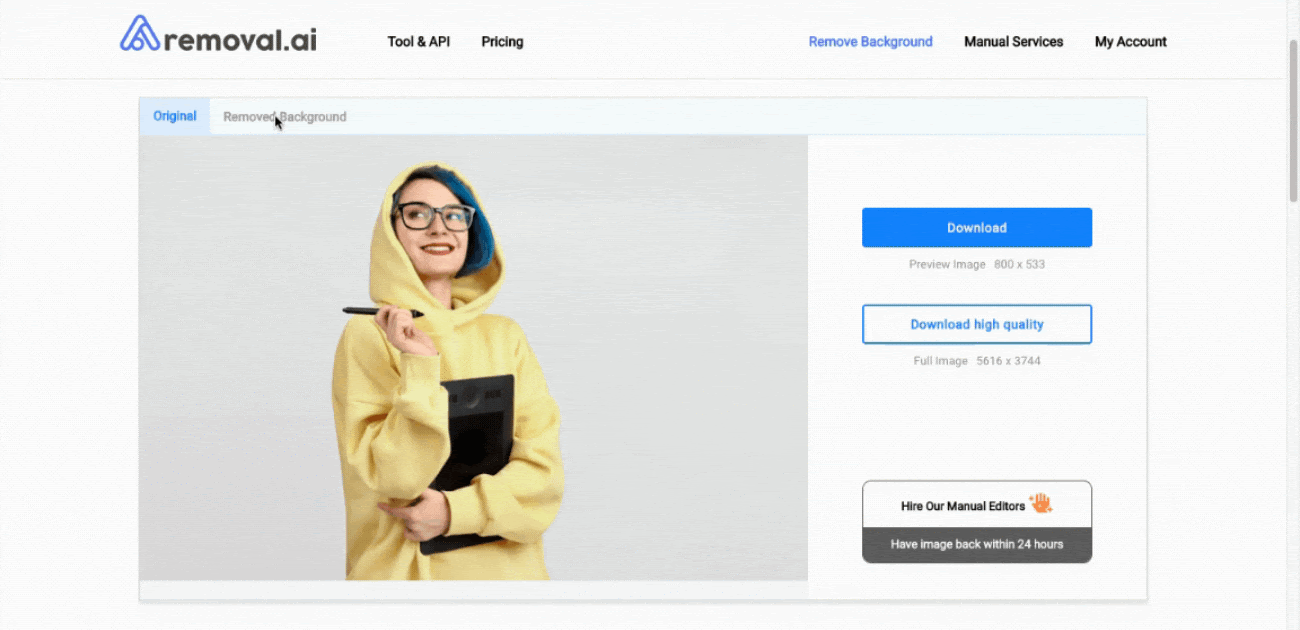 removal.ai
Tool & API
Pricing
Remove Background
Manual Services
My Account
Original
Removed Background
Download
Preview Image 800 x 533
Download high quality
Full Image 5616 x 3744
Hire Our Manual Editors
Have image back within 24 hours